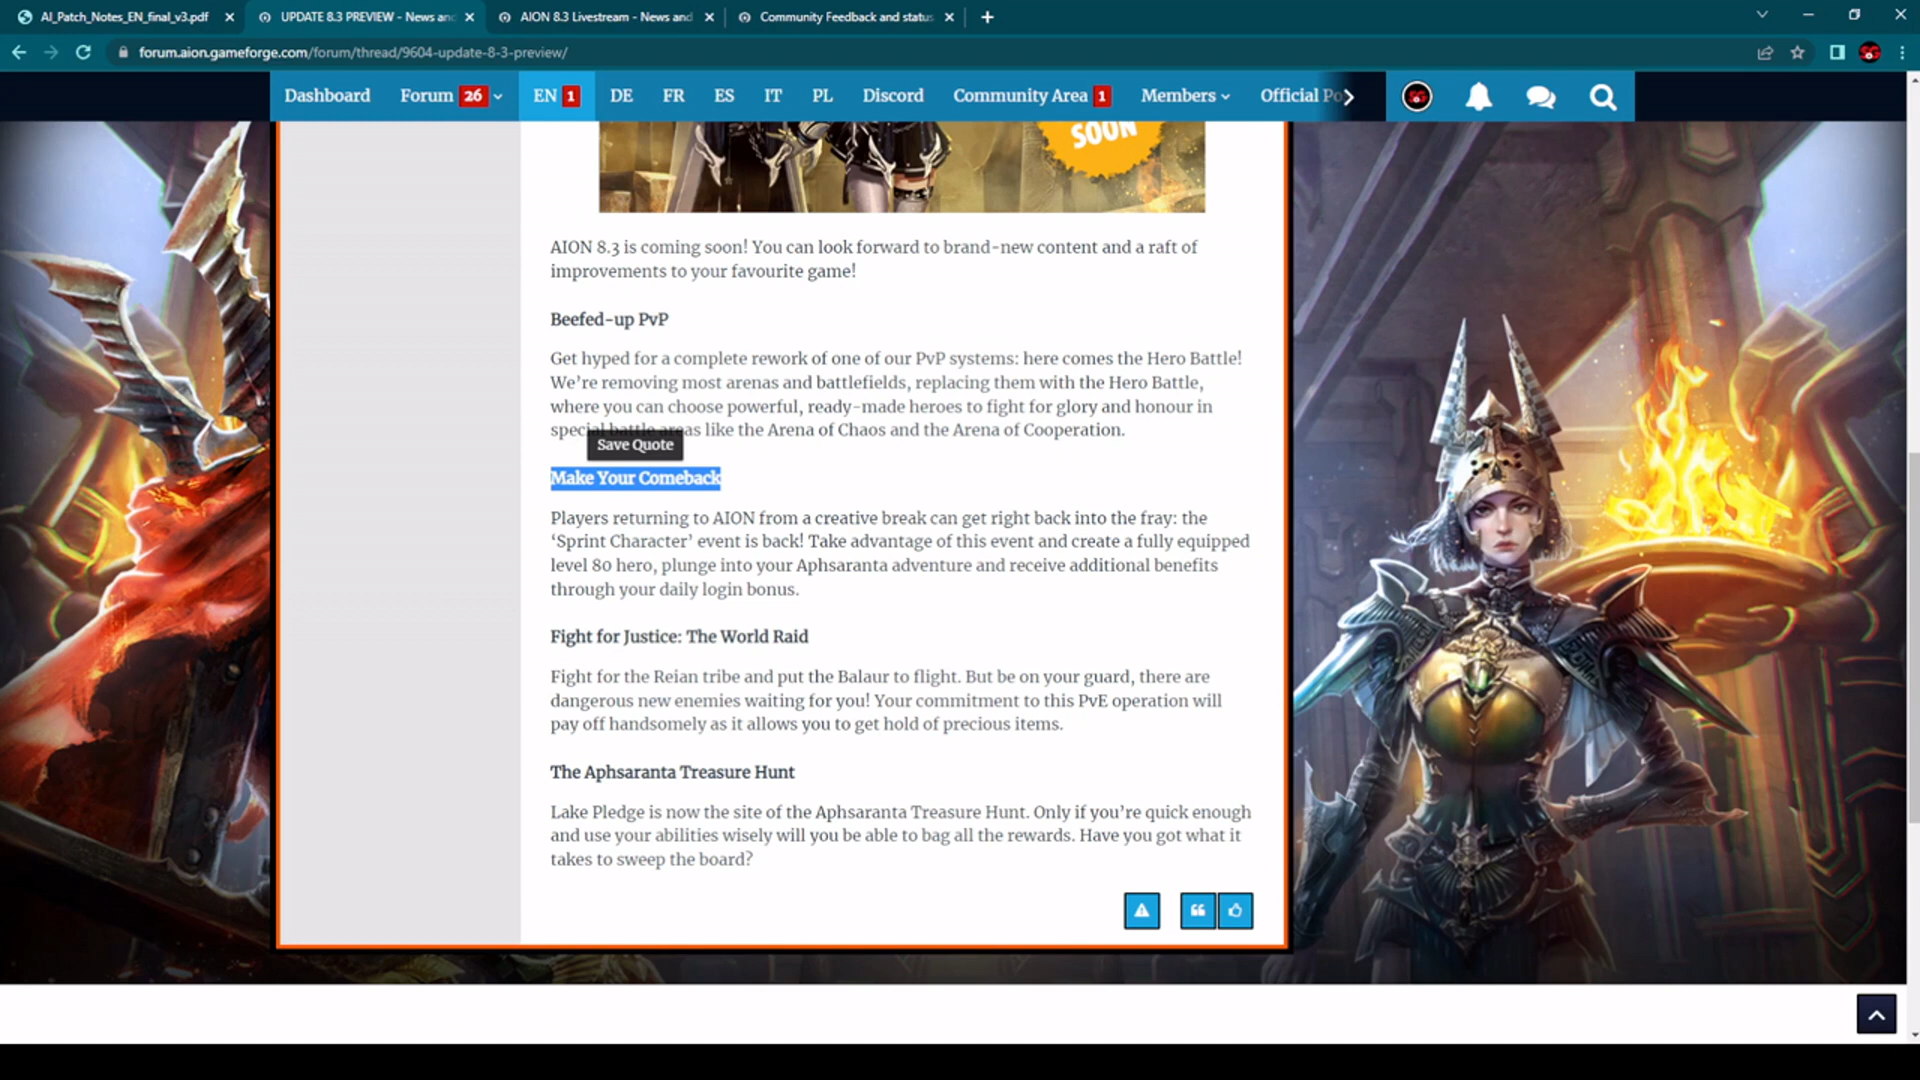 AI_Patch_Notes_EN_final_v3.pdf
UPDATE 8.3 PREVIEW - News an
AION 8.3 Livestream - News and
Community Feedback and status
forum.aion.gameforge.com/forum/thread/9604-update-8-3-preview/
Dashboard
Forum 26
EN 1
DE
FR
ES
IT
PL
Discord
Community Area 1
Members
Official Po
SOON
AION 8.3 is coming soon! You can look forward to brand-new content and a raft of
improvements to your favourite game!
Beefed-up PvP
Get hyped for a complete rework of one of our PvP systems: here comes the Hero Battle!
We're removing most arenas and battlefields, replacing them with the Hero Battle,
where you can choose powerful, ready-made heroes to fight for glory and honour in
special battle areas like the Arena of Chaos and the Arena of Cooperation.
Save Quote
Make Your Comeback
Players returning to AION from a creative break can get right back into the fray: the
‘Sprint Character’ event is back! Take advantage of this event and create a fully equipped
level 80 hero, plunge into your Aphsaranta adventure and receive additional benefits
through your daily login bonus.
Fight for Justice: The World Raid
Fight for the Reian tribe and put the Balaur to flight. But be on your guard, there are
dangerous new enemies waiting for you! Your commitment to this PvE operation will
pay off handsomely as it allows you to get hold of precious items.
The Aphsaranta Treasure Hunt
Lake Pledge is now the site of the Aphsaranta Treasure Hunt. Only if you're quick enough
and use your abilities wisely will you be able to bag all the rewards. Have you got what it
takes to sweep the board?